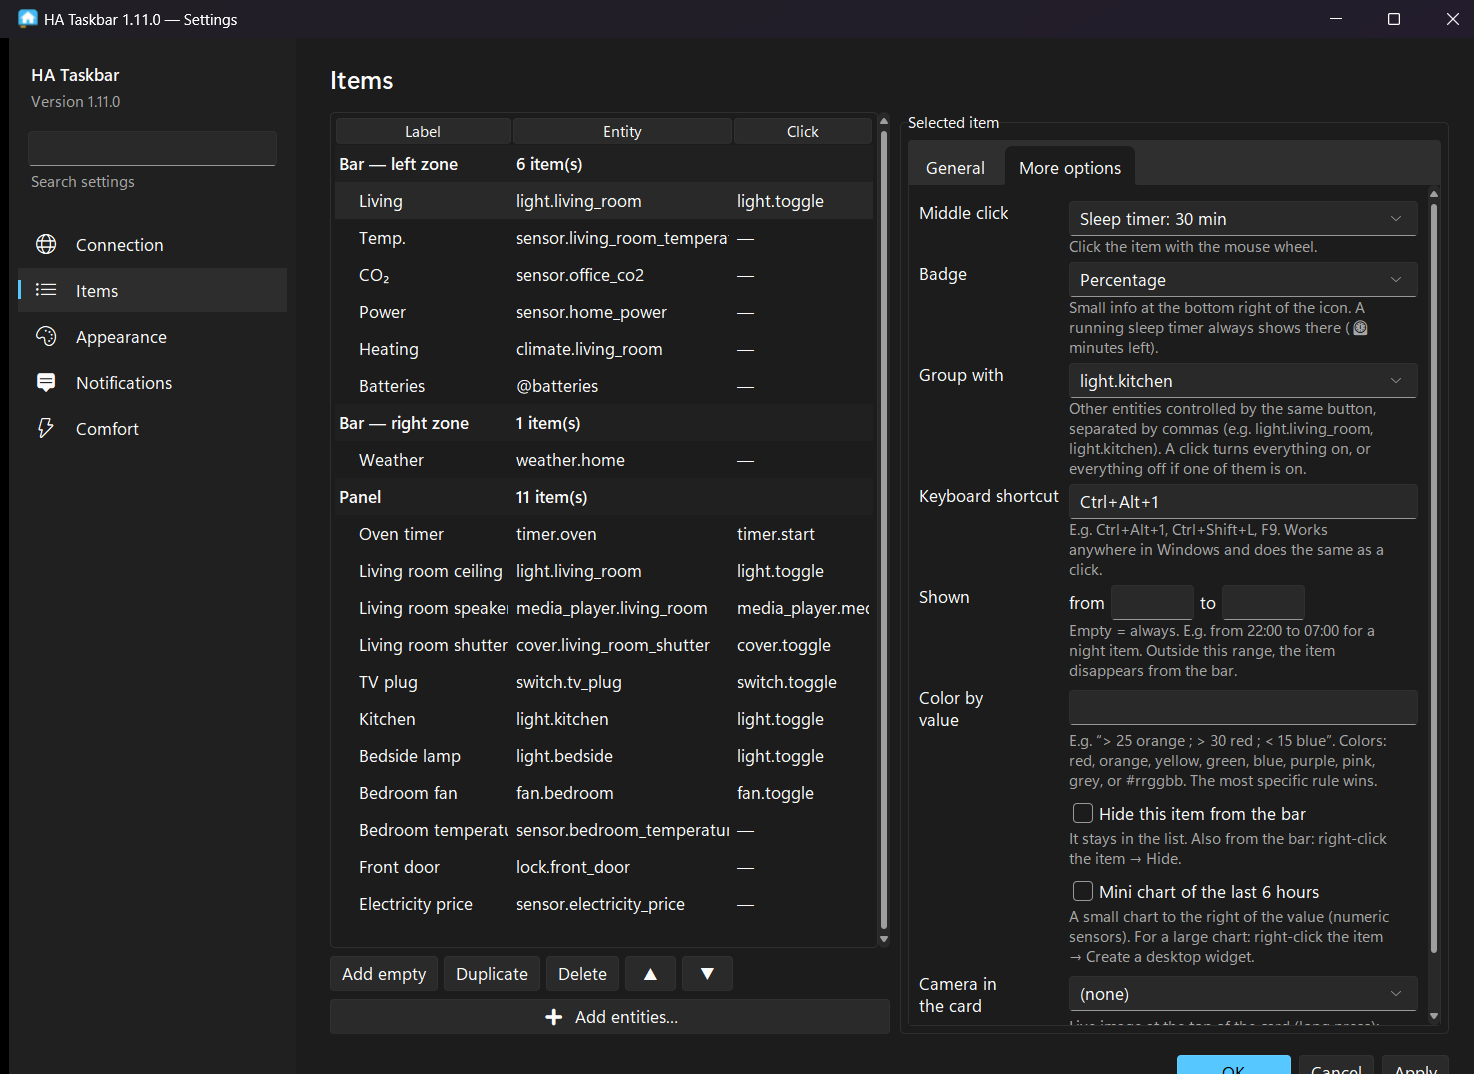 HA Taskbar 1.11.0 — Settings
HA Taskbar
Version 1.11.0
Search settings
Connection
Items
Appearance
Notifications
Comfort
Items
Label Entity Click
Bar — left zone 6 item(s)
Living light.living_room light.toggle
Temp. sensor.living_room_tempera —
CO₂ sensor.office_co2 —
Power sensor.home_power —
Heating climate.living_room —
Batteries @batteries —
Bar — right zone 1 item(s)
Weather weather.home —
Panel 11 item(s)
Oven timer timer.oven timer.start
Living room ceiling light.living_room light.toggle
Living room speake media_player.living_room media_player.med
Living room shutter cover.living_room_shutter cover.toggle
TV plug switch.tv_plug switch.toggle
Kitchen light.kitchen light.toggle
Bedside lamp light.bedside light.toggle
Bedroom fan fan.bedroom fan.toggle
Bedroom temperatu sensor.bedroom_temperatur —
Front door lock.front_door —
Electricity price sensor.electricity_price —
Add empty Duplicate Delete ▲ ▼
Add entities...
Selected item
General More options
Middle click Sleep timer: 30 min
Click the item with the mouse wheel.
Badge Percentage
Small info at the bottom right of the icon. A
running sleep timer always shows there (⏲
minutes left).
Group with light.kitchen
Other entities controlled by the same button,
separated by commas (e.g. light.living_room,
light.kitchen). A click turns everything on, or
everything off if one of them is on.
Keyboard shortcut Ctrl+Alt+1
E.g. Ctrl+Alt+1, Ctrl+Shift+L, F9. Works
anywhere in Windows and does the same as a
click.
Shown from to
Empty = always. E.g. from 22:00 to 07:00 for a
night item. Outside this range, the item
disappears from the bar.
Color by
value
E.g. “> 25 orange ; > 30 red ; < 15 blue”. Colors:
red, orange, yellow, green, blue, purple, pink,
grey, or #rrggbb. The most specific rule wins.
Hide this item from the bar
It stays in the list. Also from the bar: right-click
the item → Hide.
Mini chart of the last 6 hours
A small chart to the right of the value (numeric
sensors). For a large chart: right-click the item
→ Create a desktop widget.
Camera in
the card (none)
Live image at the top of the card (long press);
OK Cancel Apply